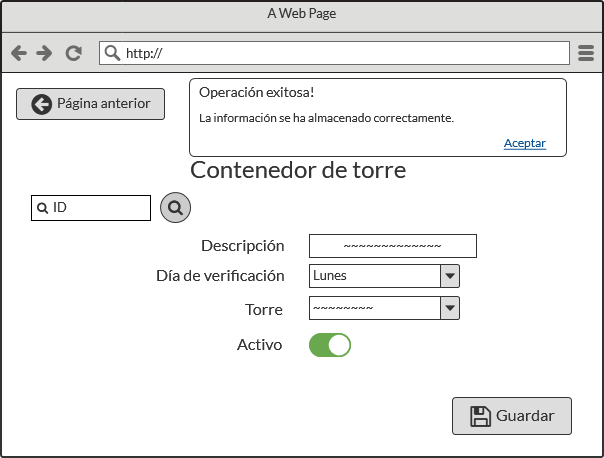 A Web Page
http://
Página anterior
Operación exitosa!
La información se ha almacenado correctamente.
Aceptar
Contenedor de torre
ID
Descripción ~~~~~~~~~~~~~
Día de verificación Lunes
Torre ~~~~~~~~
Activo
Guardar